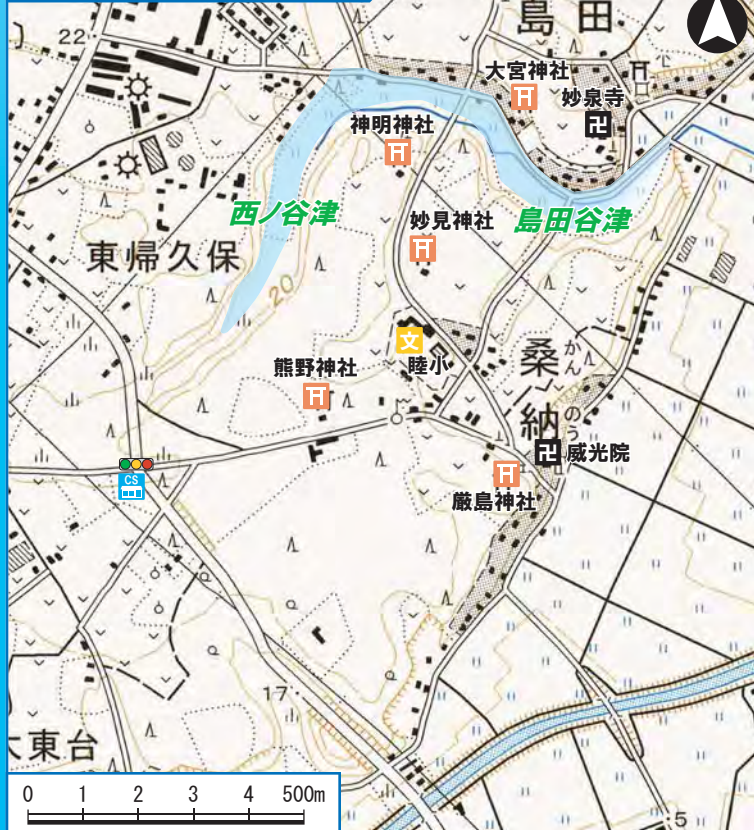 島田
22
大宮神社
妙泉寺
神明神社
西ノ谷津
妙見神社
島田谷津
東帰久保
20
文
睦小
桑納
かんのう
熊野神社
威光院
CS
厳島神社
17
大東台
0 1 2 3 4 500m
5